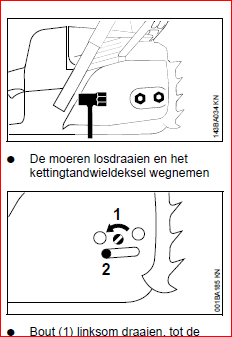 143BA034 KN
● De moeren losdraaien en het
kettingtandwieldeksel wegnemen
1
2
001BA185 KN
● Bout (1) linksom draaien, tot de